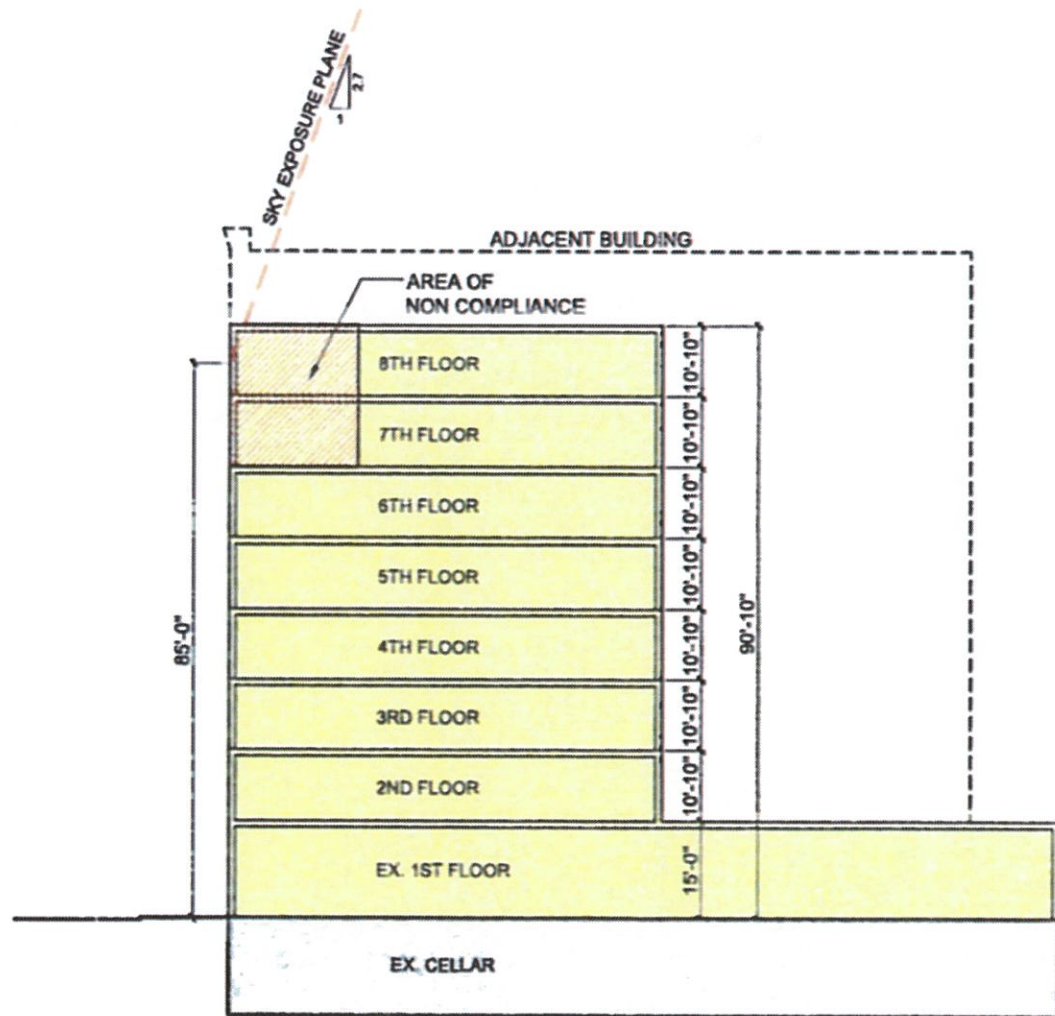 SKY EXPOSURE PLANE
2.7
1
ADJACENT BUILDING
AREA OF
NON COMPLIANCE
8TH FLOOR
10'-10"
7TH FLOOR
10'-10"
6TH FLOOR
10'-10"
5TH FLOOR
10'-10"
85'-0"
90'-10"
4TH FLOOR
10'-10"
3RD FLOOR
10'-10"
2ND FLOOR
10'-10"
EX. 1ST FLOOR
15'-0"
EX. CELLAR